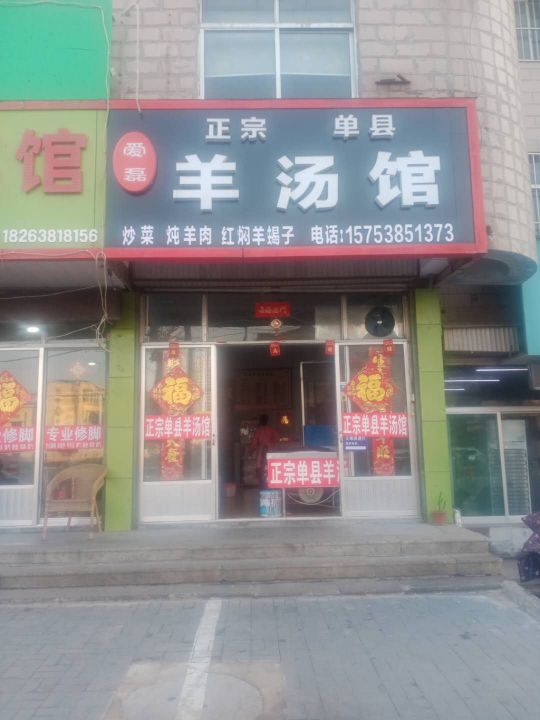 正宗 单县
爱磊
羊汤馆
炒菜 炖羊肉 红焖羊蝎子 电话:15753851373
馆
18263818156
福
福
福
正宗单县羊汤馆
正宗单县羊汤馆
正宗单县羊汤
修脚
专业修脚